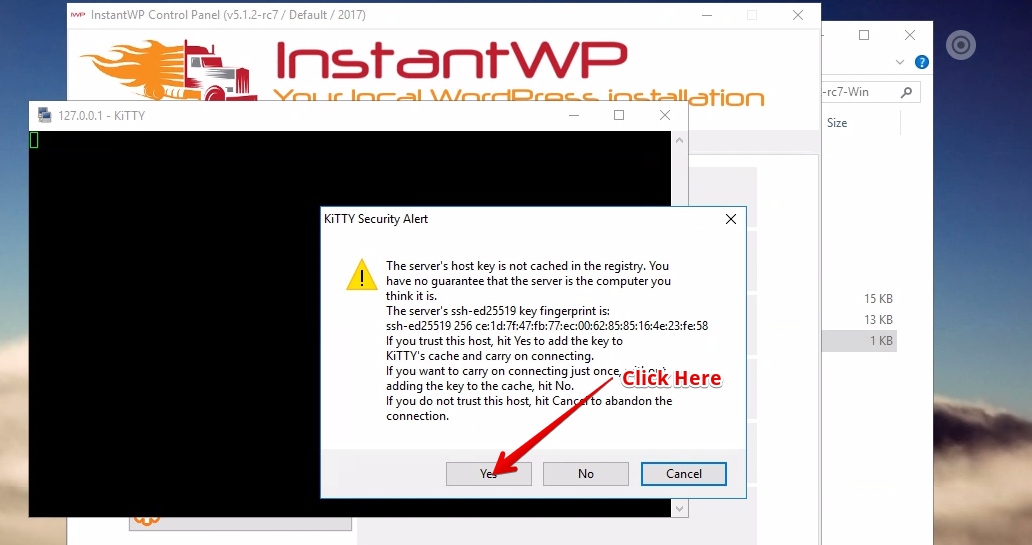 IWP InstantWP Control Panel (v5.1.2-rc7 / Default / 2017)
InstantWP
Your local WordPress installation
-rc7-Win
Size
127.0.0.1 - KiTTY
KiTTY Security Alert
The server's host key is not cached in the registry. You
have no guarantee that the server is the computer you
think it is.
The server's ssh-ed25519 key fingerprint is:
ssh-ed25519 256 ce:1d:7f:47:fb:77:ec:00:62:85:85:16:4e:23:fe:58
If you trust this host, hit Yes to add the key to
KiTTY's cache and carry on connecting.
If you want to carry on connecting just once, without
adding the key to the cache, hit No.
If you do not trust this host, hit Cancel to abandon the
connection.
Click Here
Yes
No
Cancel
15 KB
13 KB
1 KB